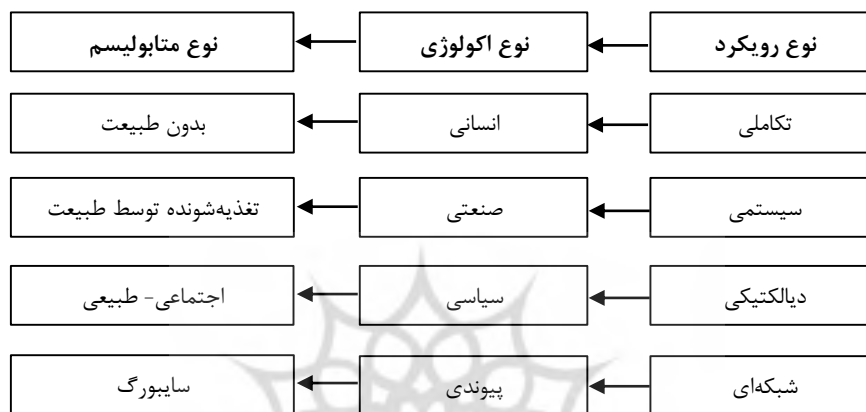 نوع رویکرد
نوع اکولوژی
نوع متابولیسم
تکاملی
انسانی
بدون طبیعت
سیستمی
صنعتی
تغذیه‌شونده توسط طبیعت
دیالکتیکی
سیاسی
اجتماعی- طبیعی
شبکه‌ای
پیوندی
سایبورگ